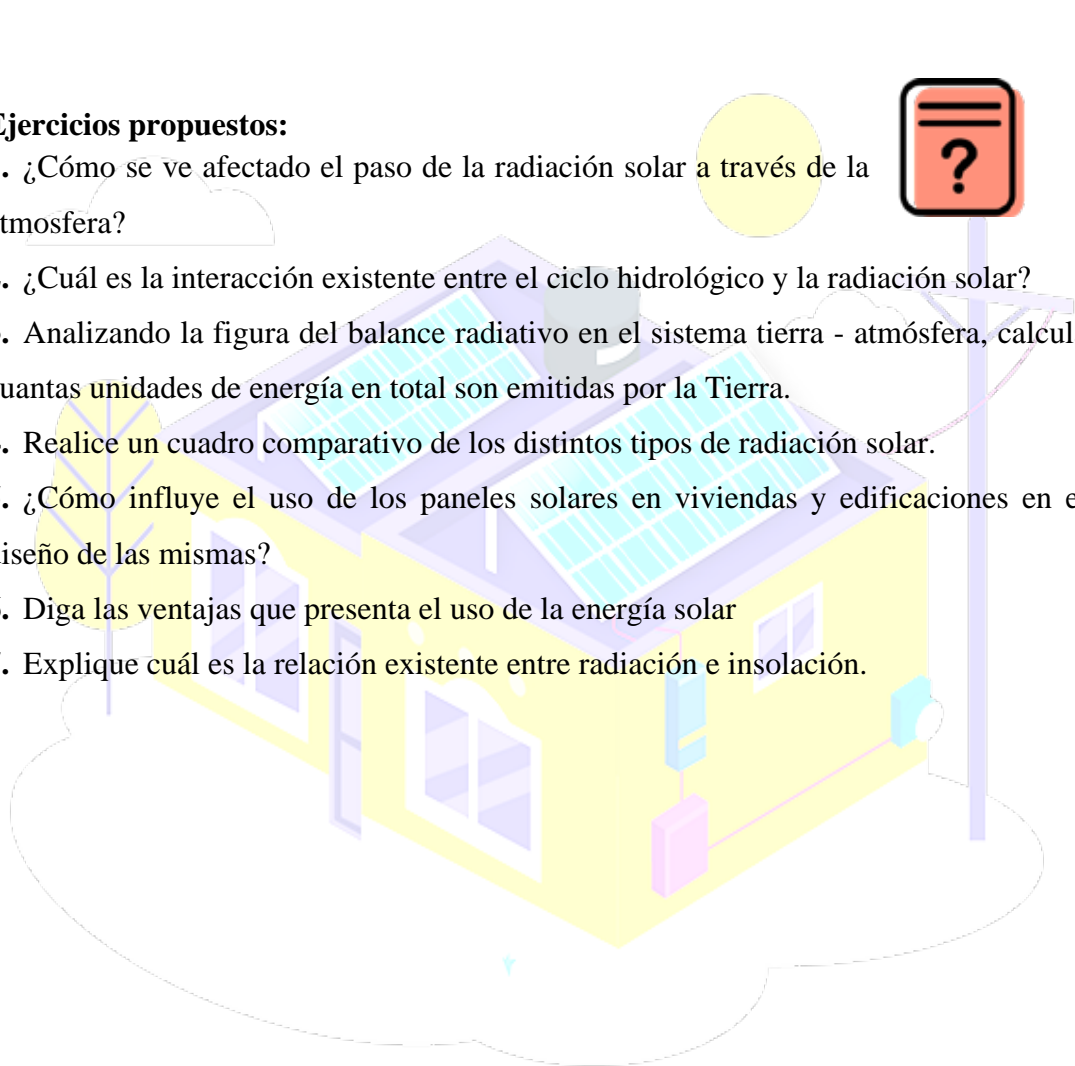 Ejercicios propuestos:
. ¿Cómo se ve afectado el paso de la radiación solar a través de la
tmosfera?
. ¿Cuál es la interacción existente entre el ciclo hidrológico y la radiación solar?
. Analizando la figura del balance radiativo en el sistema tierra - atmósfera, calcul
uantas unidades de energía en total son emitidas por la Tierra.
. Realice un cuadro comparativo de los distintos tipos de radiación solar.
. ¿Cómo influye el uso de los paneles solares en viviendas y edificaciones en e
diseño de las mismas?
. Diga las ventajas que presenta el uso de la energía solar
. Explique cuál es la relación existente entre radiación e insolación.
?